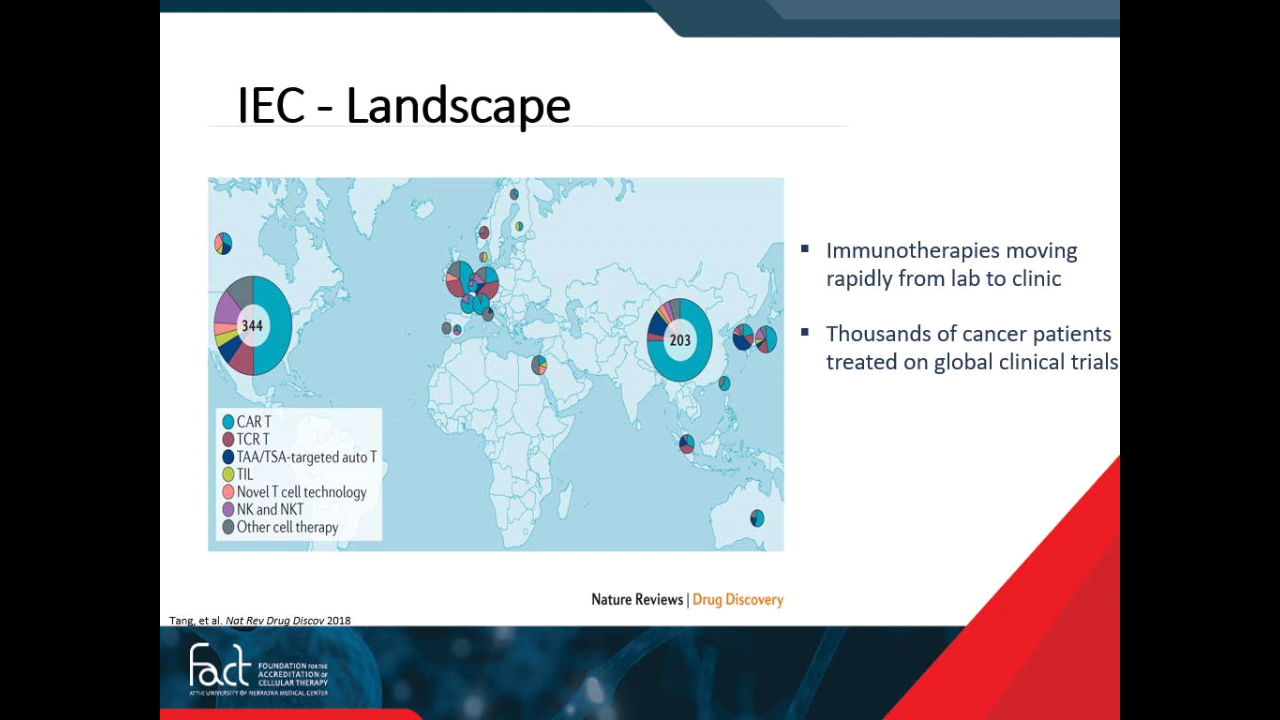 IEC - Landscape
344
203
CAR T
TCR T
TAA/TSA-targeted auto T
TIL
Novel T cell technology
NK and NKT
Other cell therapy
▪ Immunotherapies moving
rapidly from lab to clinic
▪ Thousands of cancer patients
treated on global clinical trials
Nature Reviews | Drug Discovery
Tang, et al. Nat Rev Drug Discov 2018
fact
FOUNDATION FOR THE
ACCREDITATION OF
CELLULAR THERAPY
AT THE UNIVERSITY OF NEBRASKA MEDICAL CENTER